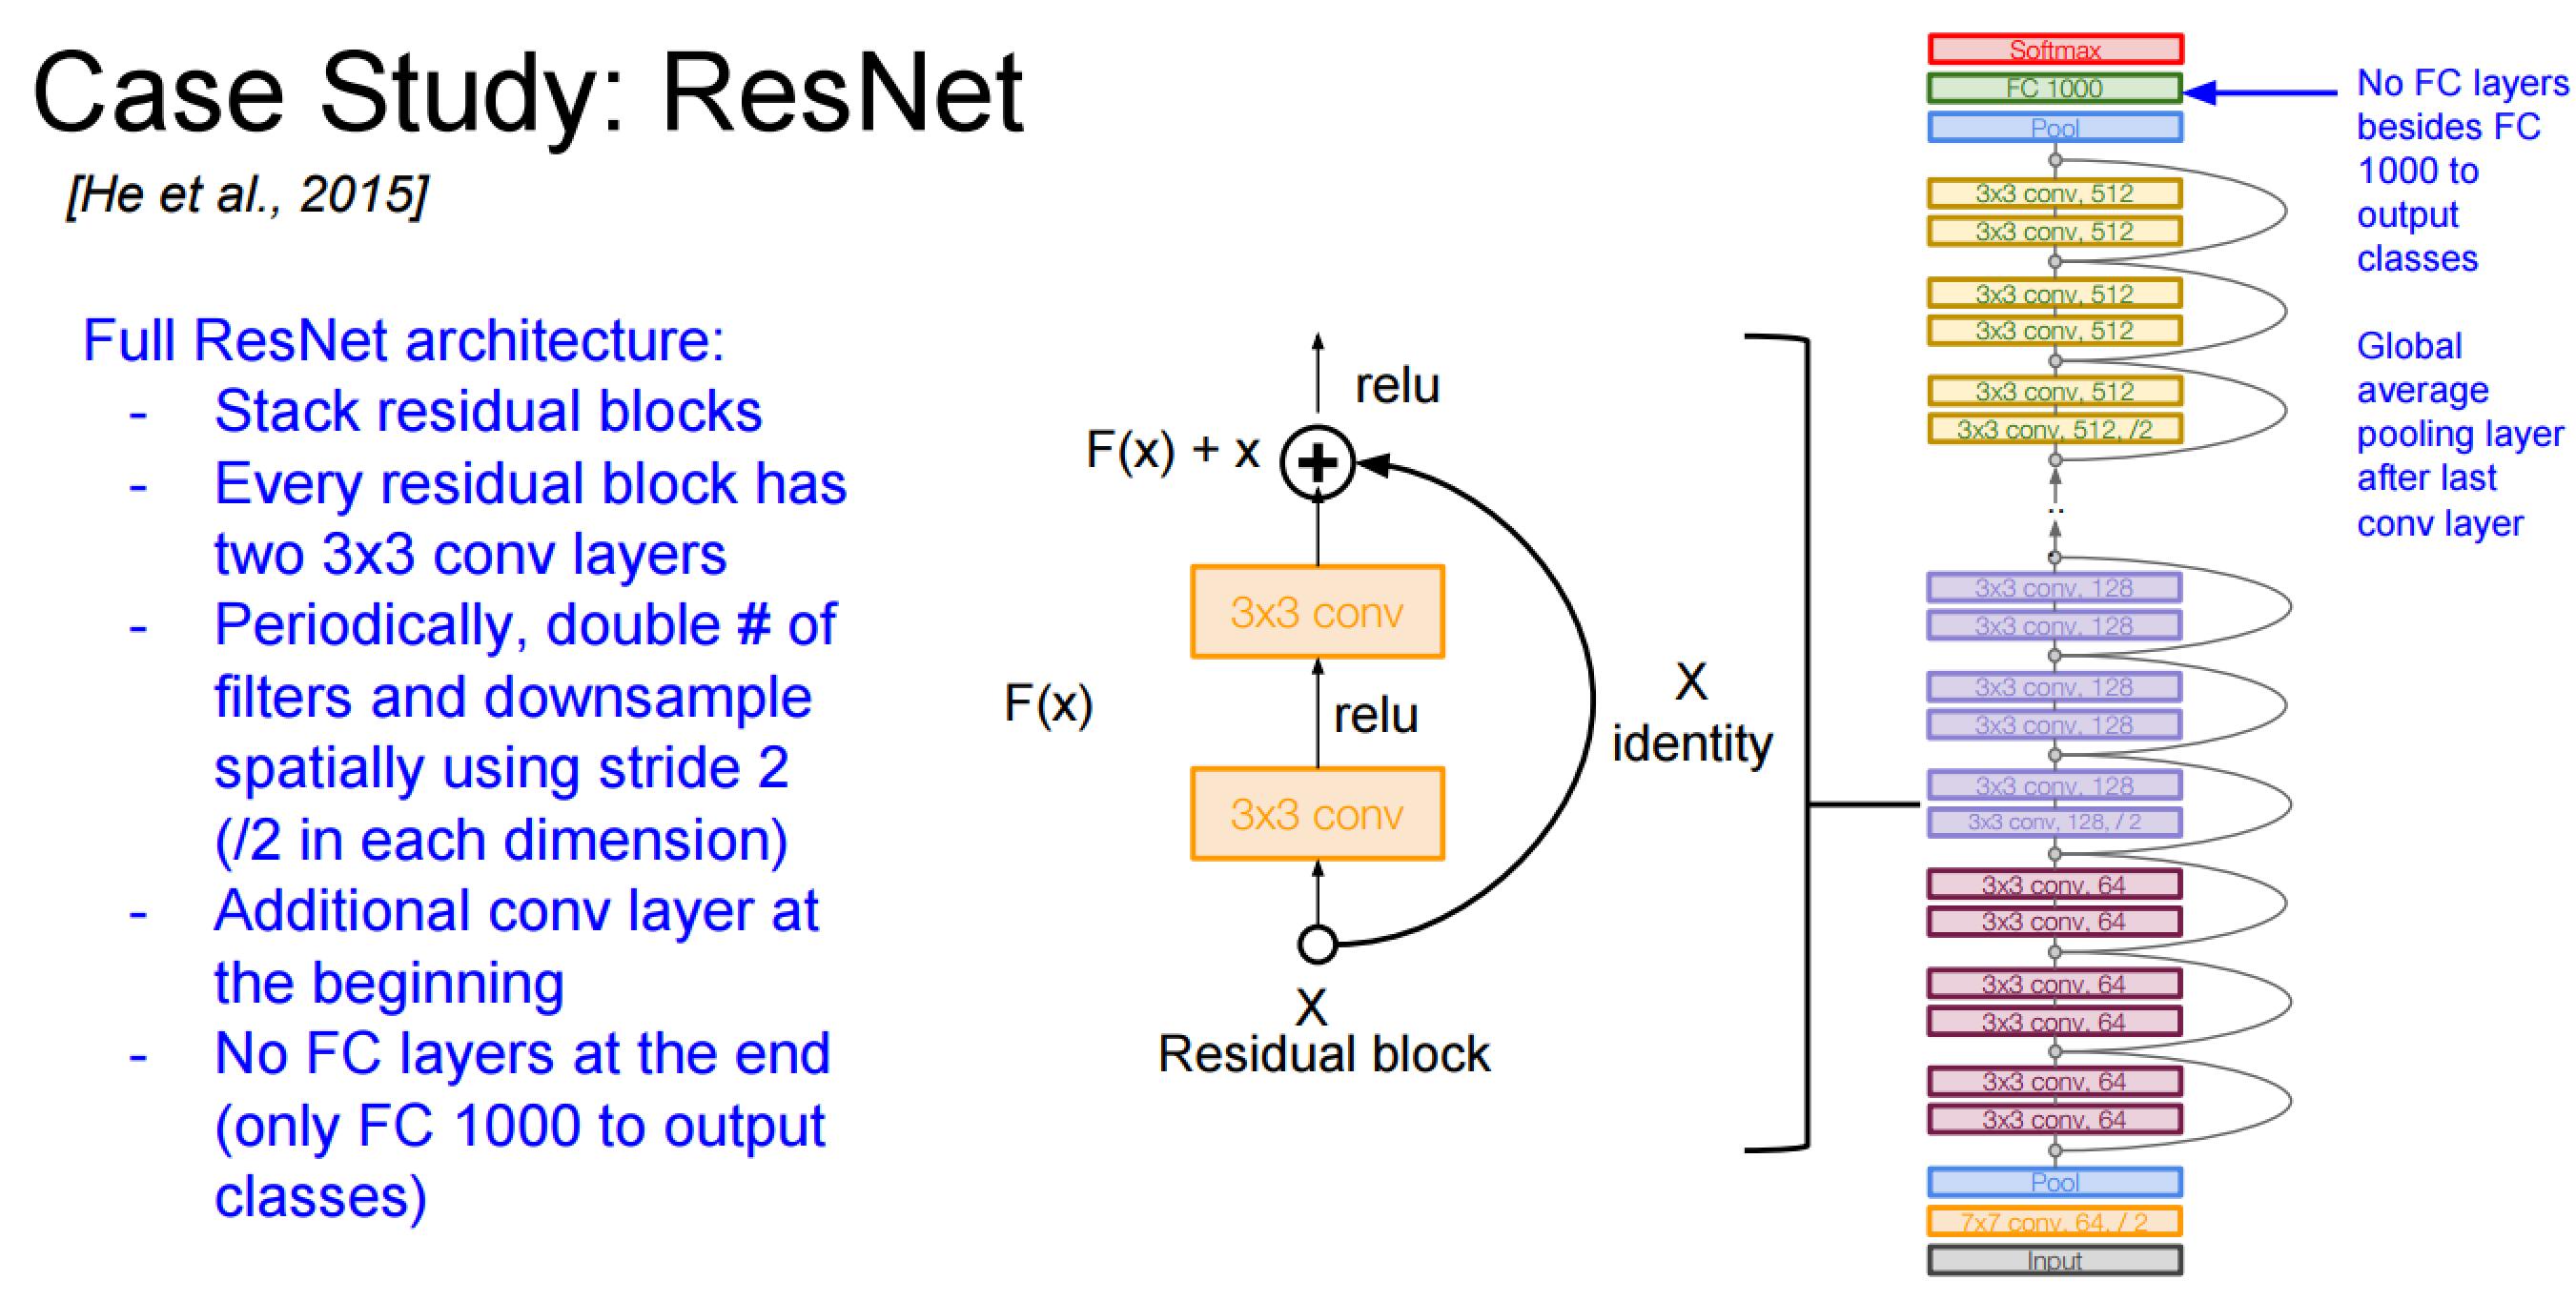 Case Study: ResNet
[He et al., 2015]
Full ResNet architecture:
- Stack residual blocks
- Every residual block has
two 3x3 conv layers
- Periodically, double # of
filters and downsample
spatially using stride 2
(/2 in each dimension)
- Additional conv layer at
the beginning
- No FC layers at the end
(only FC 1000 to output
classes)
relu
F(x) + x
3x3 conv
F(x)
relu
X
identity
3x3 conv
X
Residual block
Softmax
FC 1000
Pool
3x3 conv, 512
3x3 conv, 512
3x3 conv, 512
3x3 conv, 512
3x3 conv, 512
3x3 conv, 512, /2
..
3x3 conv, 128
3x3 conv, 128
3x3 conv, 128
3x3 conv, 128
3x3 conv, 128
3x3 conv, 128, / 2
3x3 conv, 64
3x3 conv, 64
3x3 conv, 64
3x3 conv, 64
3x3 conv, 64
3x3 conv, 64
Pool
7x7 conv, 64, / 2
Input
No FC layers
besides FC
1000 to
output
classes
Global
average
pooling layer
after last
conv layer